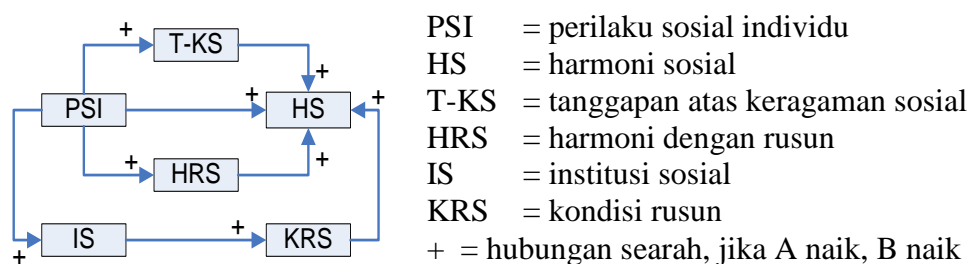 +
T-KS
+
PSI
+
HS
+
+
HRS
+
IS
+
KRS
+
PSI = perilaku sosial individu
HS = harmoni sosial
T-KS = tanggapan atas keragaman sosial
HRS = harmoni dengan rusun
IS = institusi sosial
KRS = kondisi rusun
+ = hubungan searah, jika A naik, B naik